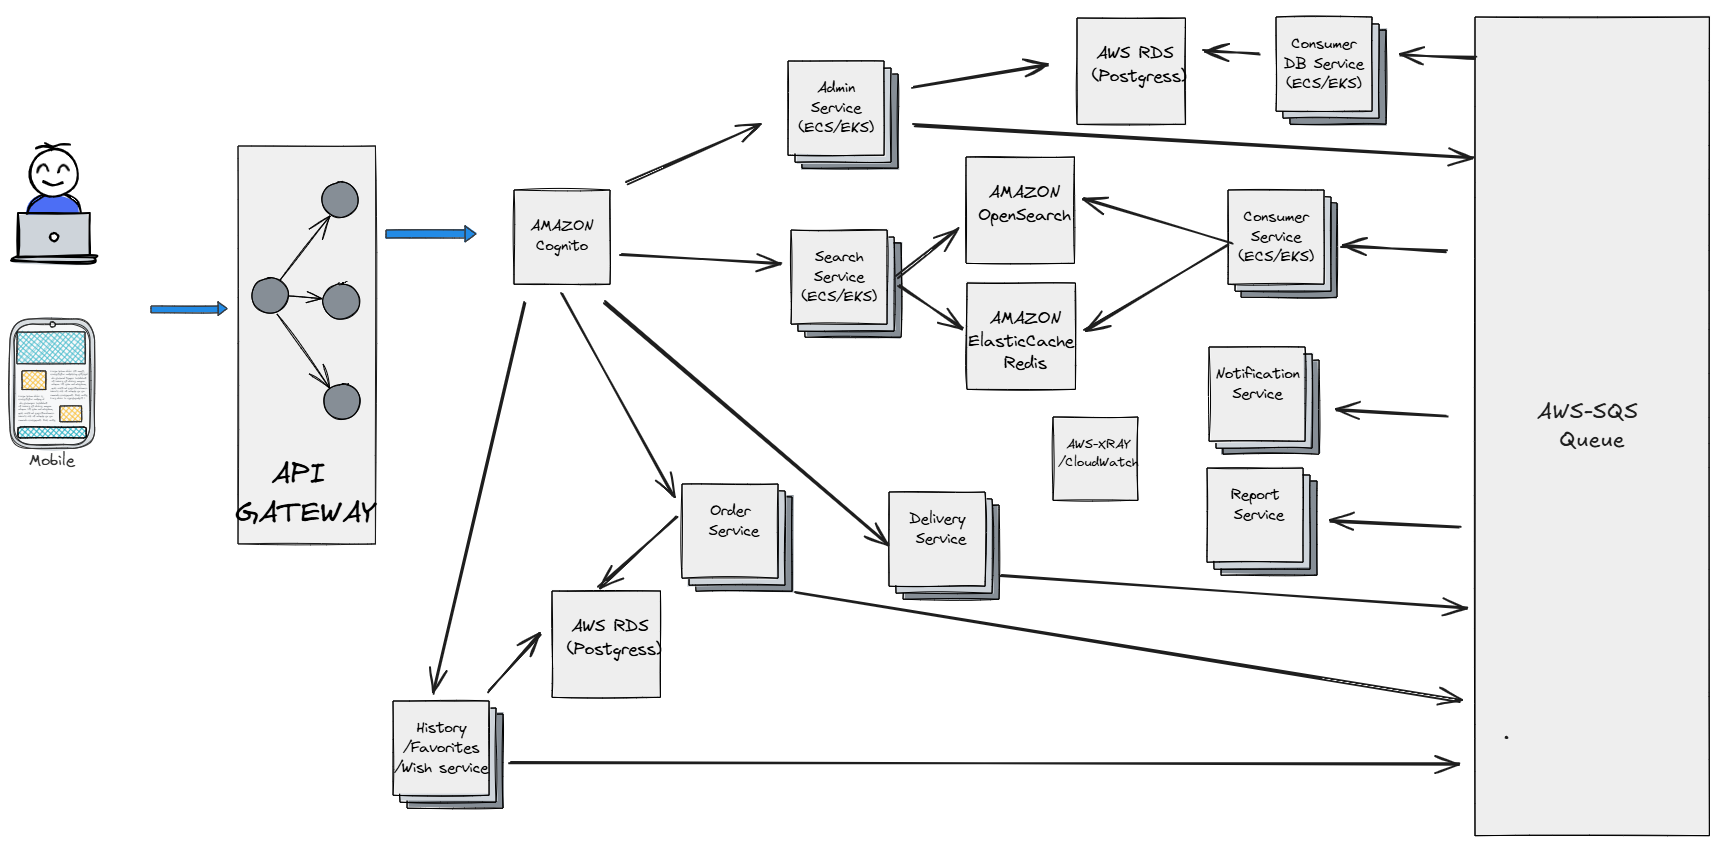 Mobile
API
GATEWAY
AMAZON
Cognito
Admin
Service
(ECS/EKS)
Search
Service
(ECS/EKS)
AWS RDS
(Postgress)
Consumer
DB Service
(ECS/EKS)
AMAZON
OpenSearch
AMAZON
ElasticCache
Redis
Consumer
Service
(ECS/EKS)
Notification
Service
AWS-XRAY
/CloudWatch
Report
Service
Order
Service
Delivery
Service
AWS RDS
(Postgress)
History
/Favorites
/Wish service
AWS-SQS
Queue